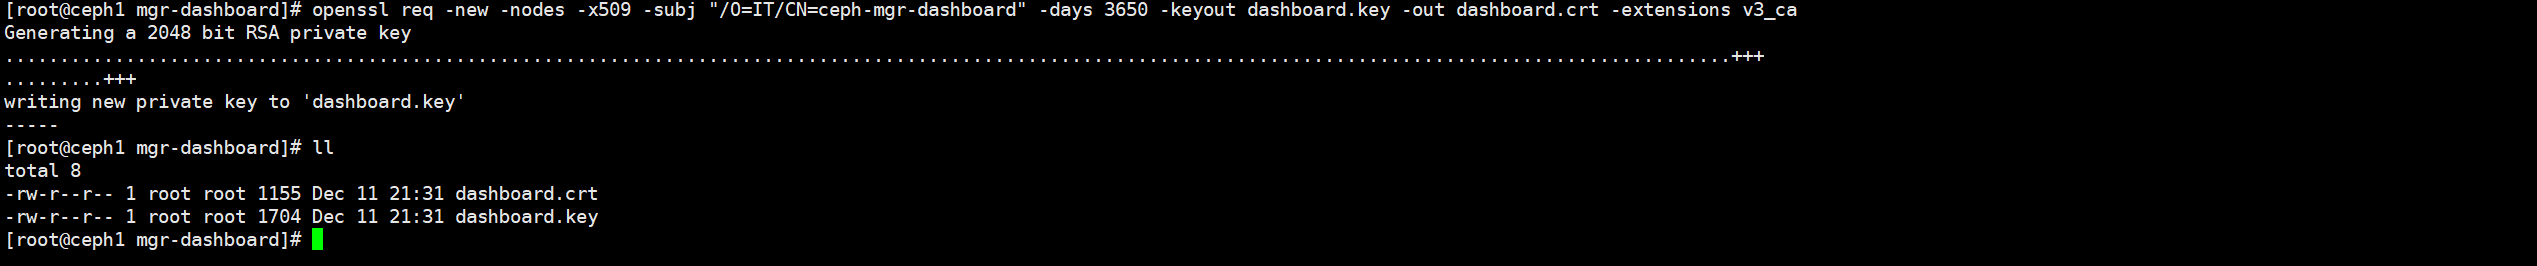 [root@ceph1 mgr-dashboard]# openssl req -new -nodes -x509 -subj "/O=IT/CN=ceph-mgr-dashboard" -days 3650 -keyout dashboard.key -out dashboard.crt -extensions v3_ca
Generating a 2048 bit RSA private key
.............................................................................................................................................................+++
.........+++
writing new private key to 'dashboard.key'
-----
[root@ceph1 mgr-dashboard]# ll
total 8
-rw-r--r-- 1 root root 1155 Dec 11 21:31 dashboard.crt
-rw-r--r-- 1 root root 1704 Dec 11 21:31 dashboard.key
[root@ceph1 mgr-dashboard]#